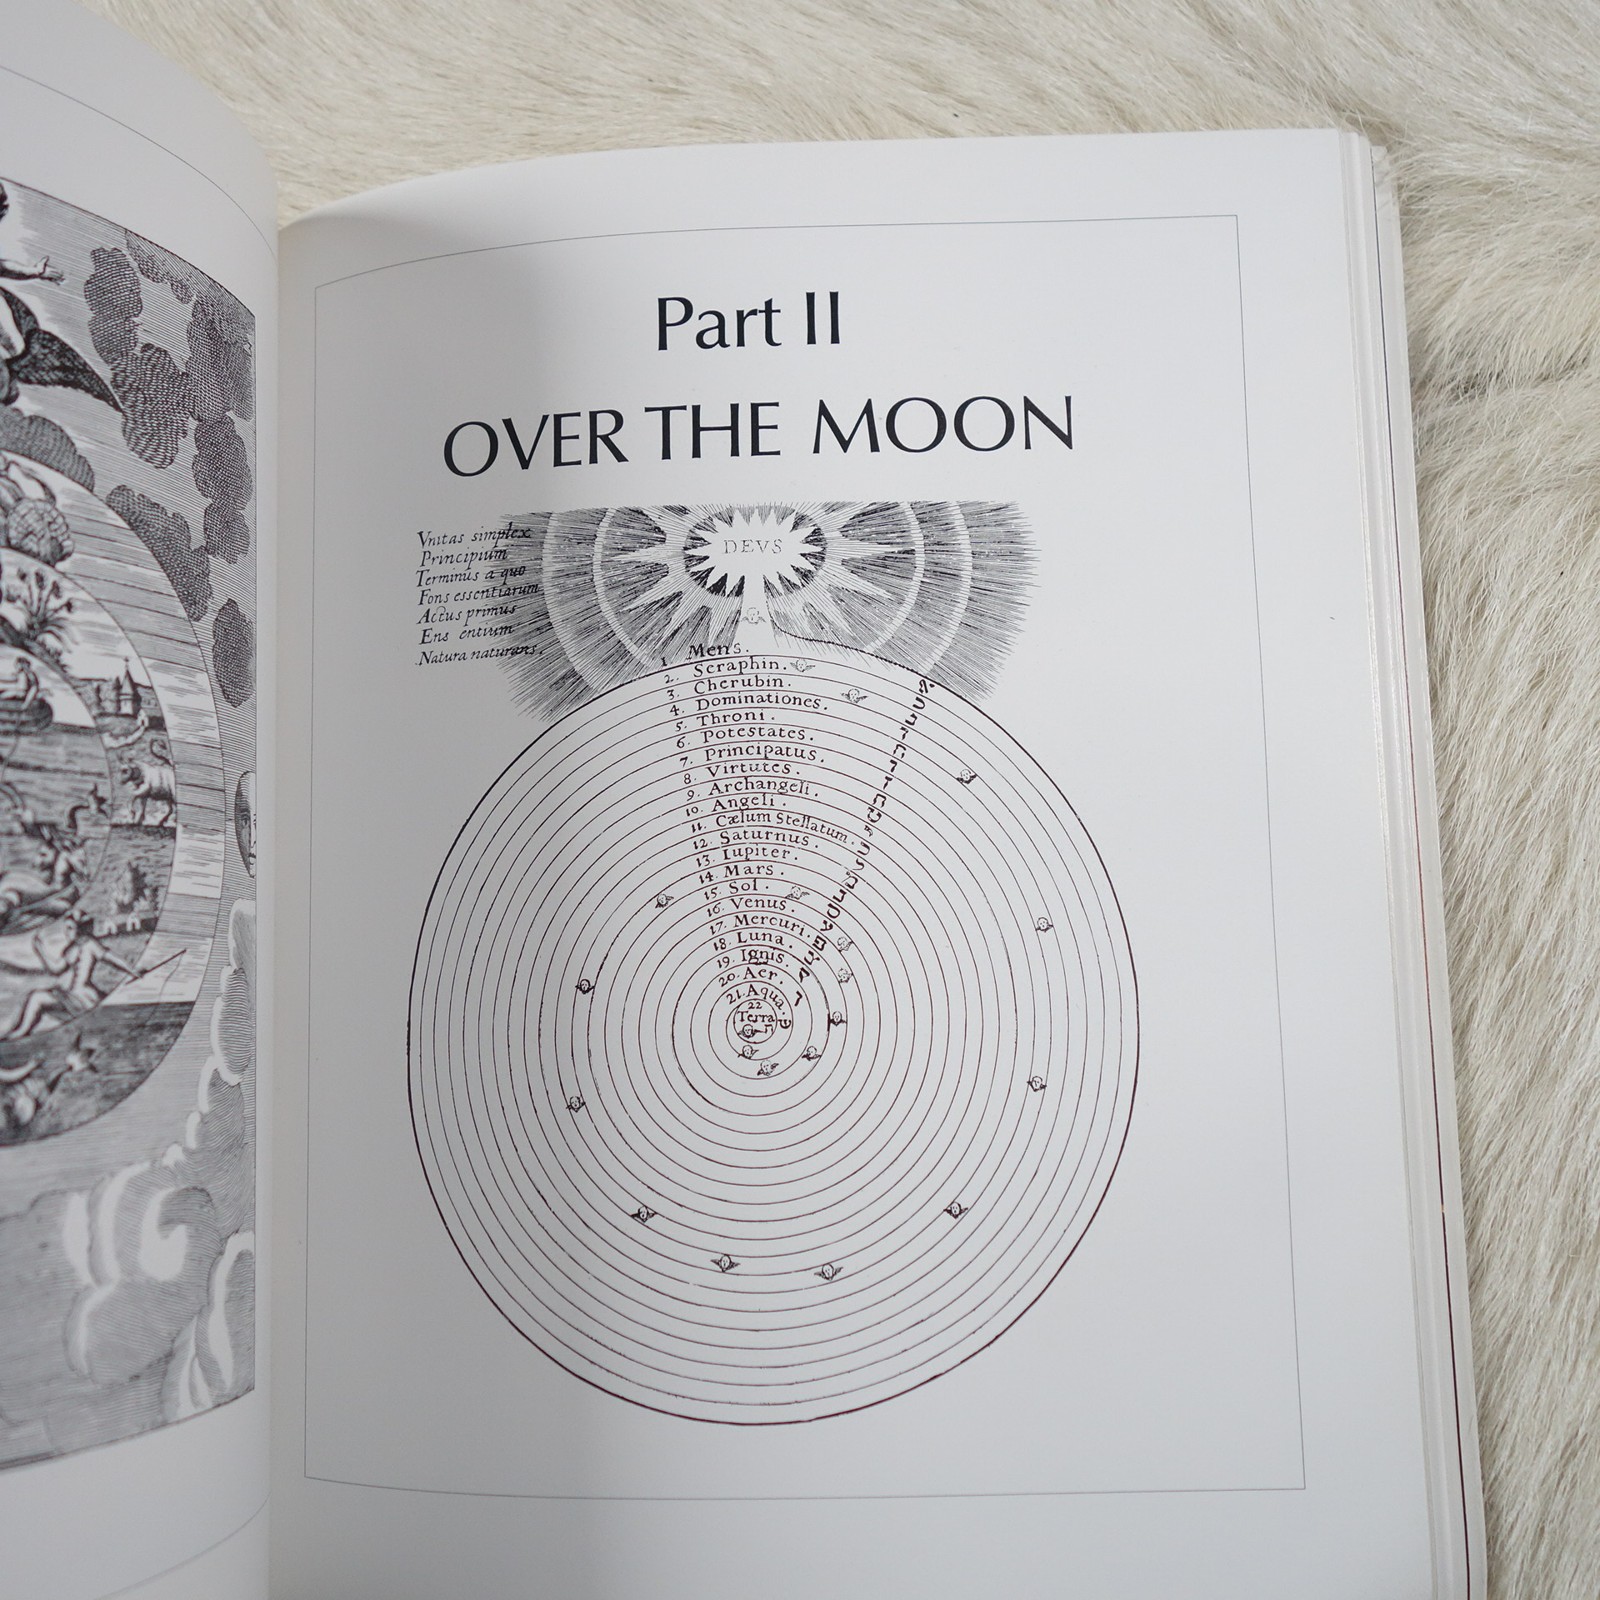 Part II
OVER THE MOON
DEVS
Vnitas simplex
Principium
Terminus a quo
Fons essentiarum
Actus primus
Ens entium
Natura naturans.
1 Mens.
2. Seraphin.
3. Cherubin.
4. Dominationes.
5. Throni.
6. Potestates.
7. Principatus.
8. Virtutes.
9. Archangeli.
10. Angeli.
11. Cælum Stellatum.
12. Saturnus.
13. Iupiter.
14. Mars.
15. Sol.
16. Venus.
17. Mercuri.
18. Luna.
19. Ignis.
20. Aer.
21. Aqua.
22
Terra